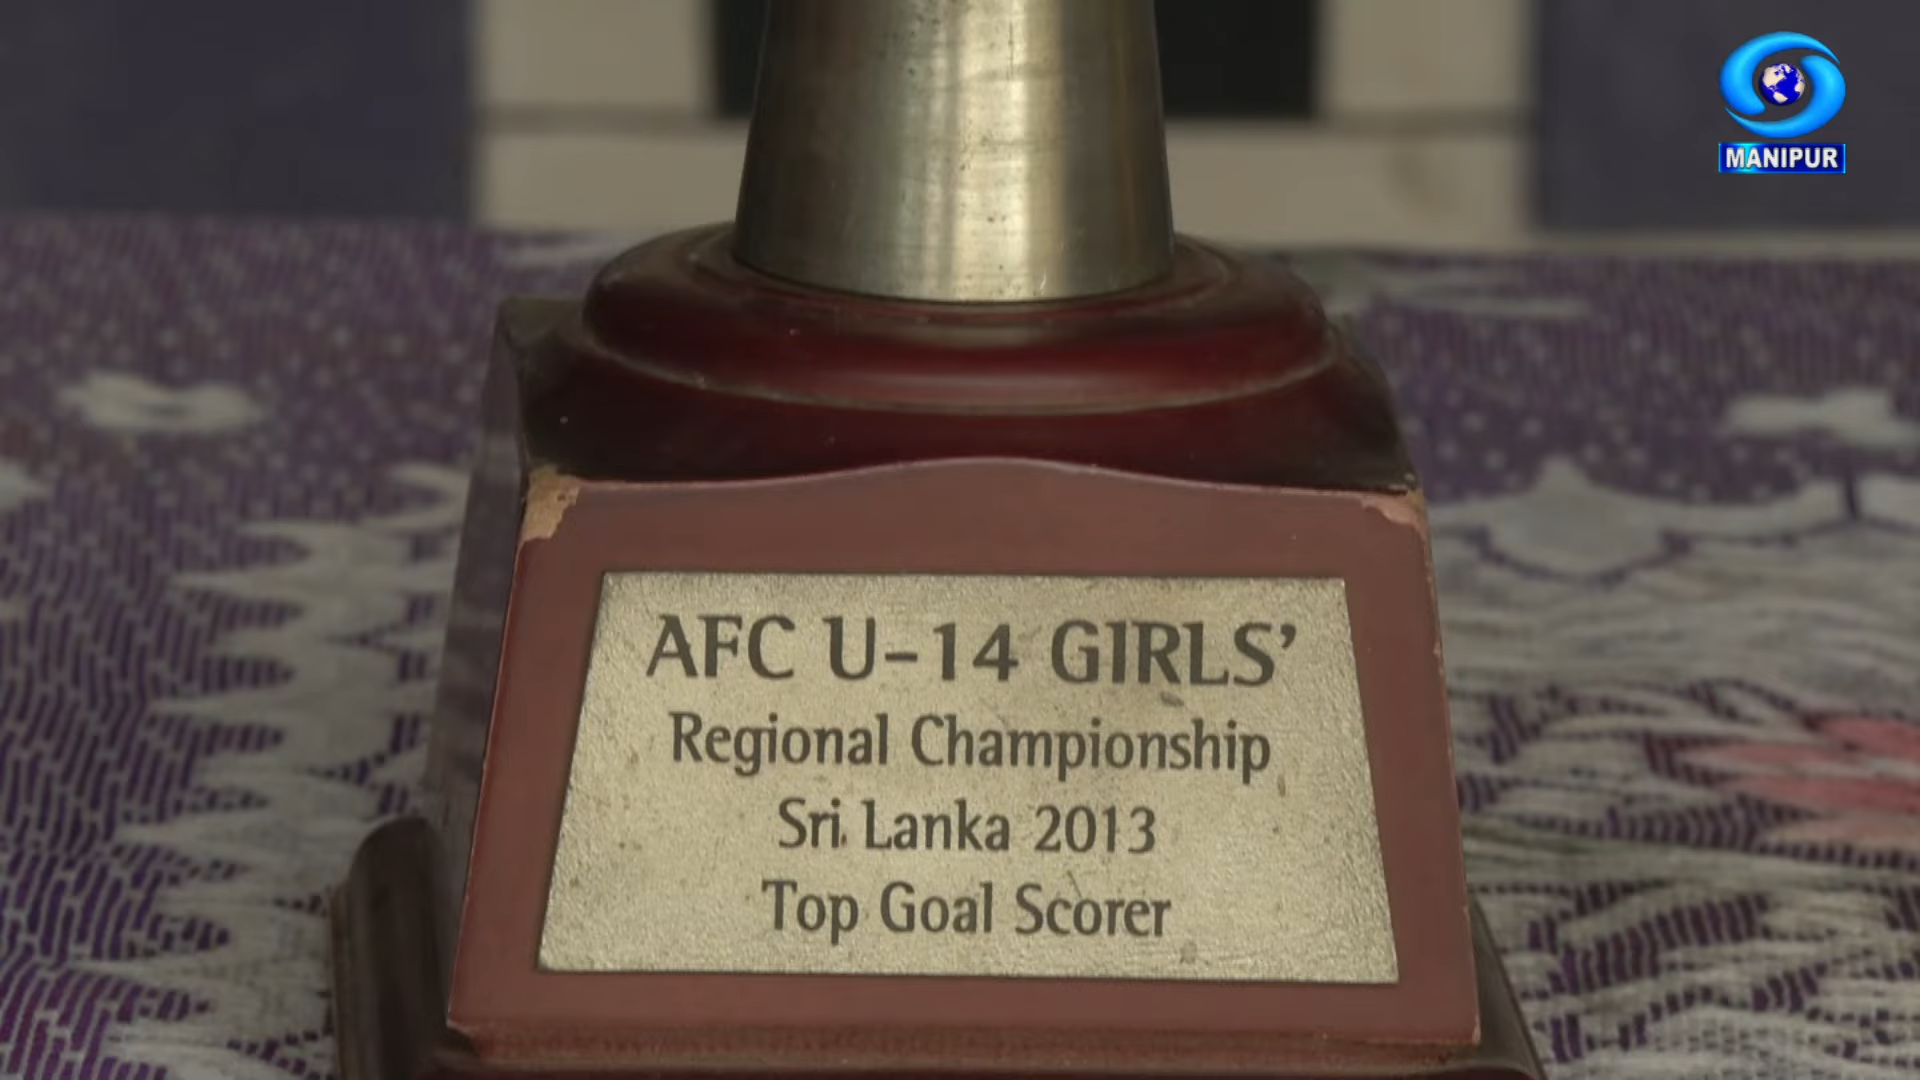 MANIPUR
AFC U-14 GIRLS'
Regional Championship
Sri Lanka 2013
Top Goal Scorer